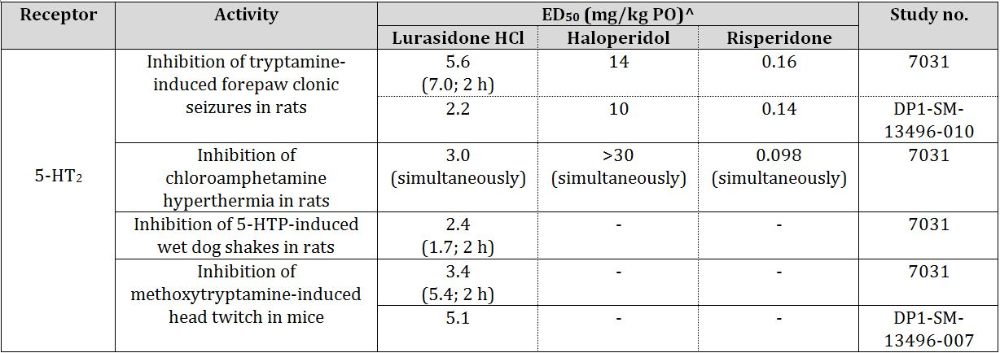 Receptor Activity ED₅₀ (mg/kg PO)^ Study no.
Lurasidone HCl Haloperidol Risperidone
5-HT₂
Inhibition of tryptamine-
induced forepaw clonic
seizures in rats
5.6
(7.0; 2 h)
14
0.16
7031
2.2
10
0.14
DP1-SM-
13496-010
Inhibition of
chloroamphetamine
hyperthermia in rats
3.0
(simultaneously)
>30
(simultaneously)
0.098
(simultaneously)
7031
Inhibition of 5-HTP-induced
wet dog shakes in rats
2.4
(1.7; 2 h)
-
-
7031
Inhibition of
methoxytryptamine-induced
head twitch in mice
3.4
(5.4; 2 h)
-
-
7031
5.1
-
-
DP1-SM-
13496-007